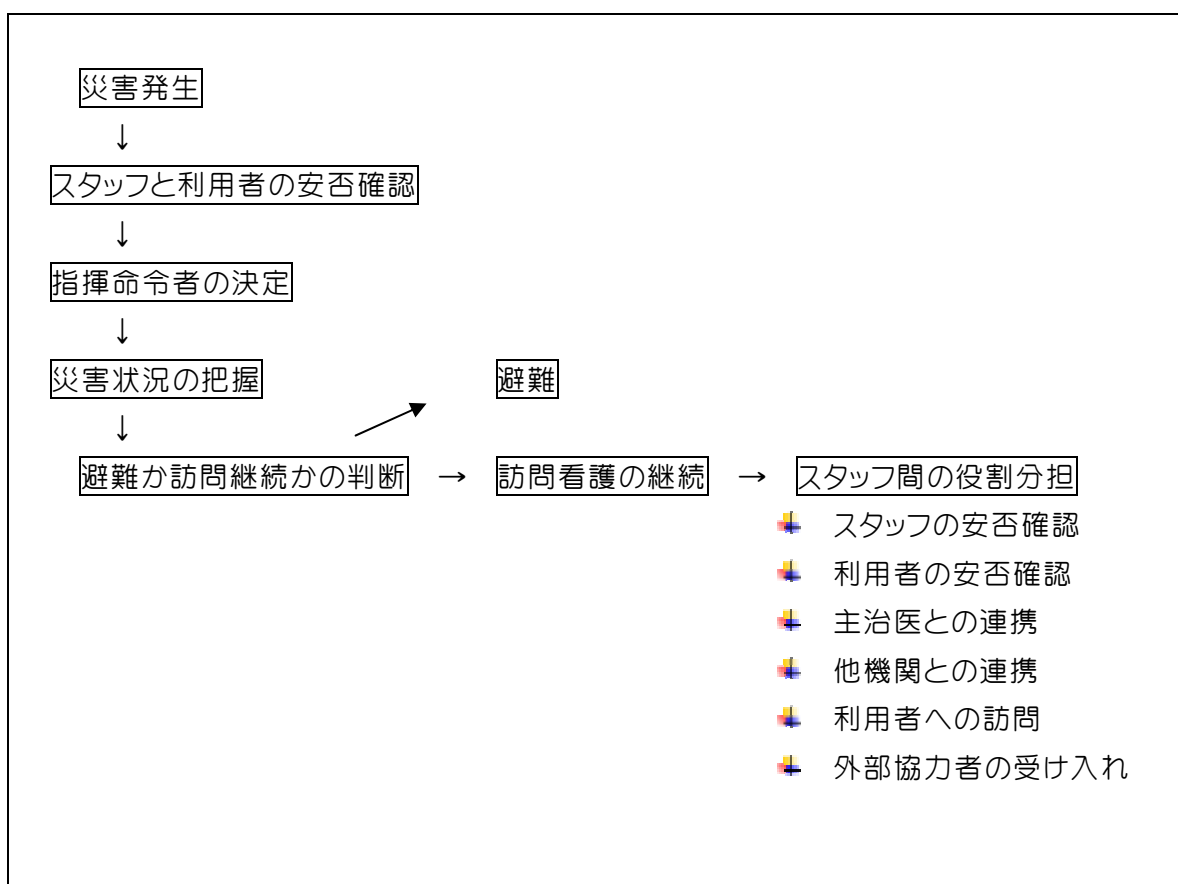 災害発生
↓
スタッフと利用者の安否確認
↓
指揮命令者の決定
↓
災害状況の把握 避難
↓
避難か訪問継続かの判断 → 訪問看護の継続 → スタッフ間の役割分担
スタッフの安否確認
利用者の安否確認
主治医との連携
他機関との連携
利用者への訪問
外部協力者の受け入れ